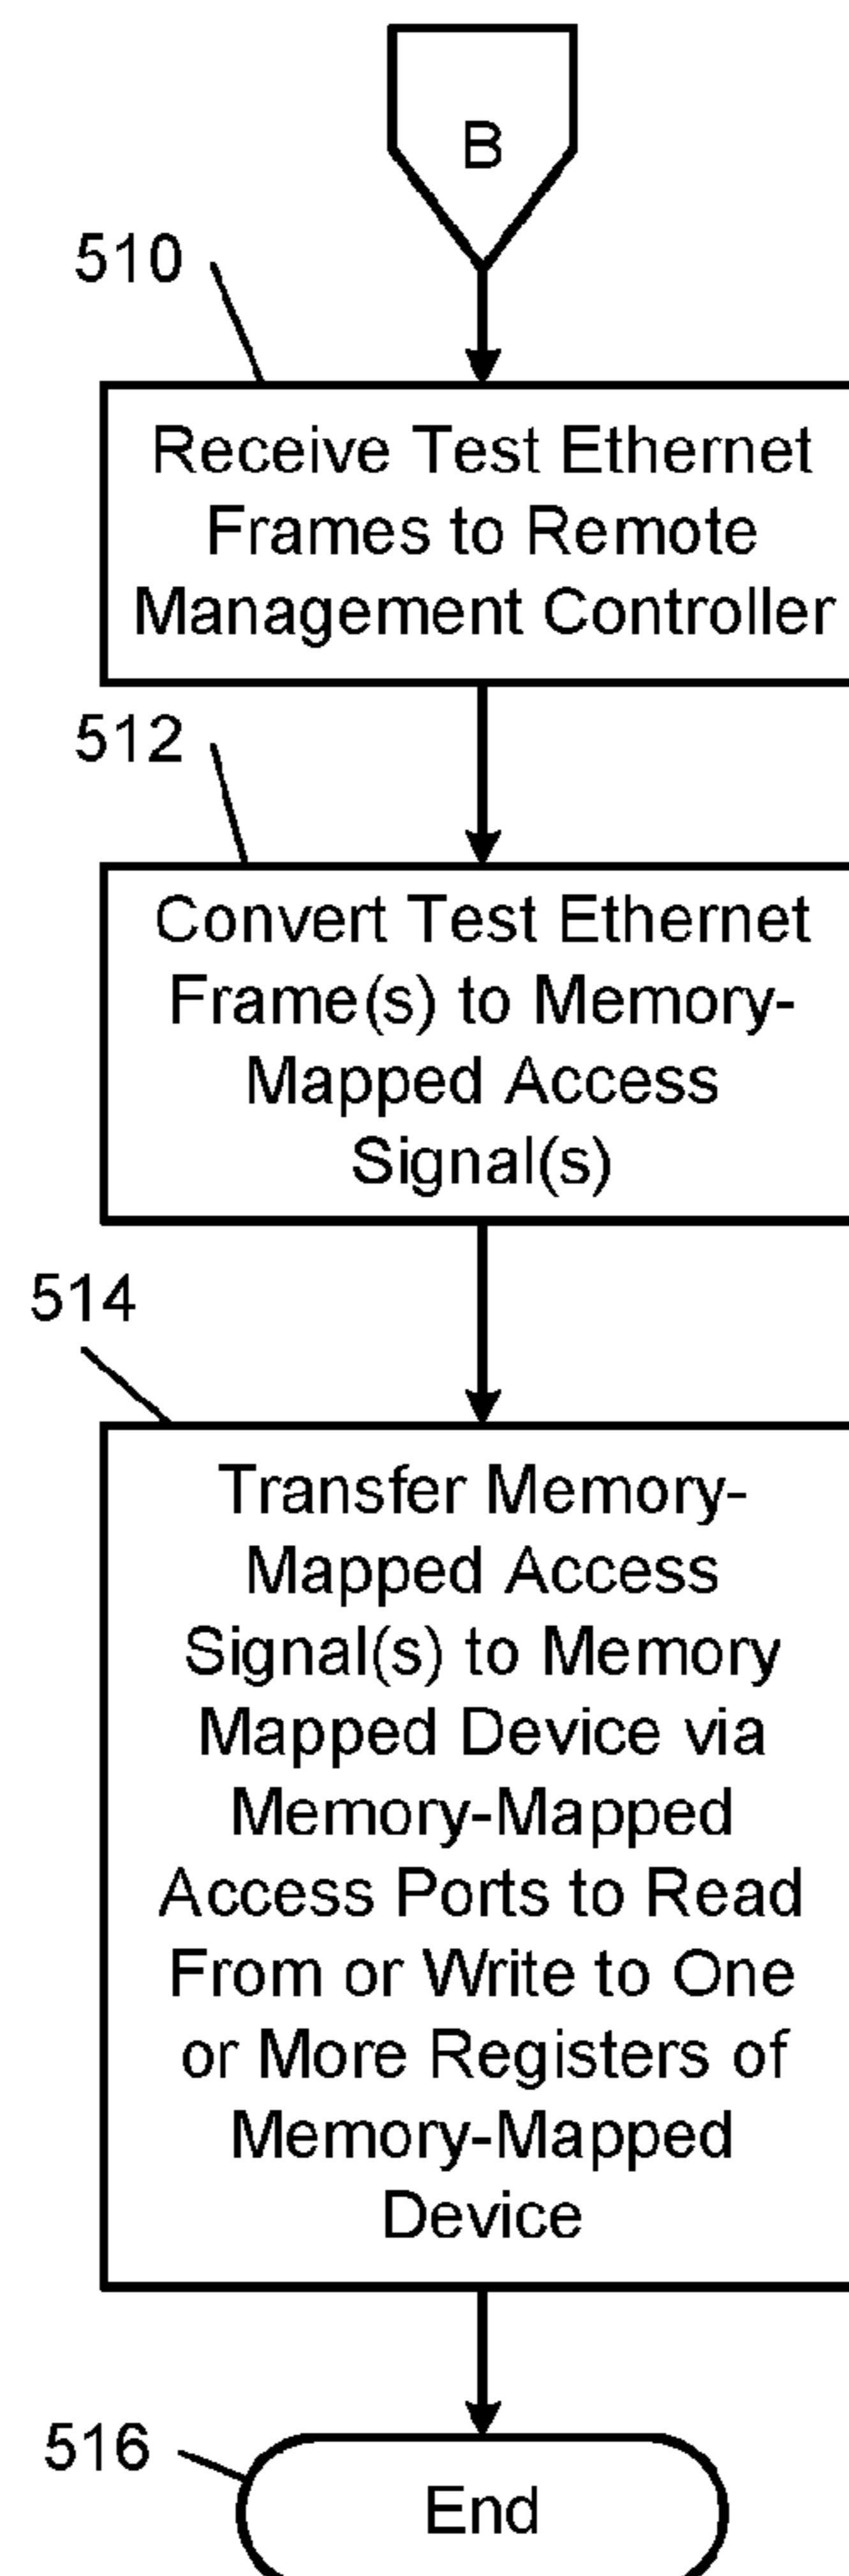 B
510
Receive Test Ethernet
Frames to Remote
Management Controller
512
Convert Test Ethernet
Frame(s) to Memory-
Mapped Access
Signal(s)
514
Transfer Memory-
Mapped Access
Signal(s) to Memory
Mapped Device via
Memory-Mapped
Access Ports to Read
From or Write to One
or More Registers of
Memory-Mapped
Device
516
End